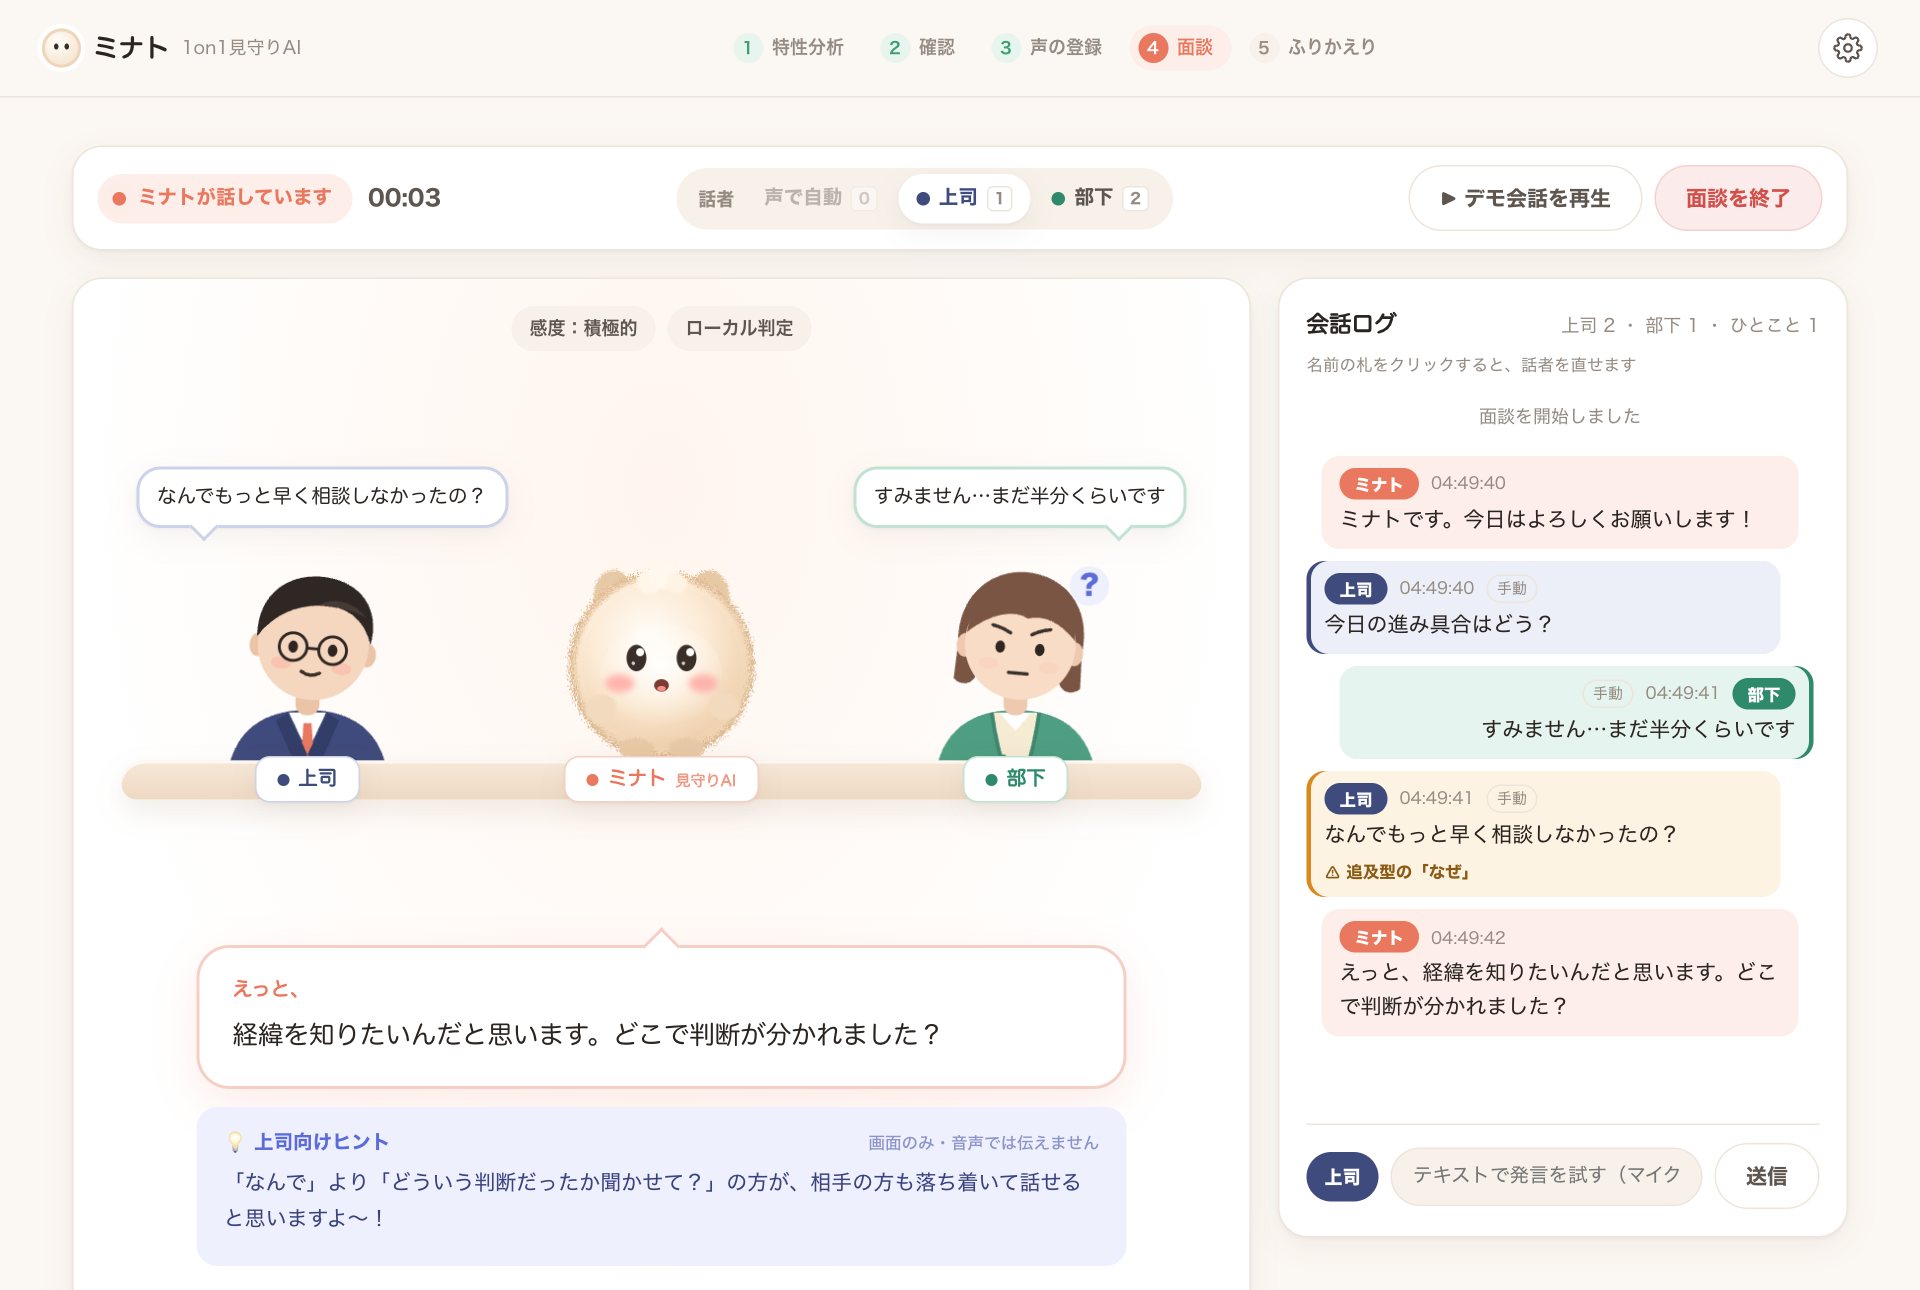 ミナト 1on1見守りAI
1 特性分析 2 確認 3 声の登録 4 面談 5 ふりかえり
ミナトが話しています 00:03
話者 声で自動 0 上司 1 部下 2
▶ デモ会話を再生 面談を終了
感度：積極的 ローカル判定
なんでもっと早く相談しなかったの？
すみません…まだ半分くらいです
?
上司
ミナト 見守りAI
部下
えっと、
経緯を知りたいんだと思います。どこで判断が分かれました？
上司向けヒント 画面のみ・音声では伝えません
「なんで」より「どういう判断だったか聞かせて？」の方が、相手の方も落ち着いて話せる
と思いますよ〜！
会話ログ 上司 2 ・ 部下 1 ・ ひとこと 1
名前の札をクリックすると、話者を直せます
面談を開始しました
ミナト 04:49:40
ミナトです。今日はよろしくお願いします！
上司 04:49:40 手動
今日の進み具合はどう？
手動 04:49:41 部下
すみません…まだ半分くらいです
上司 04:49:41 手動
なんでもっと早く相談しなかったの？
⚠ 追及型の「なぜ」
ミナト 04:49:42
えっと、経緯を知りたいんだと思います。どこ
で判断が分かれました？
上司 テキストで発言を試す（マイク 送信